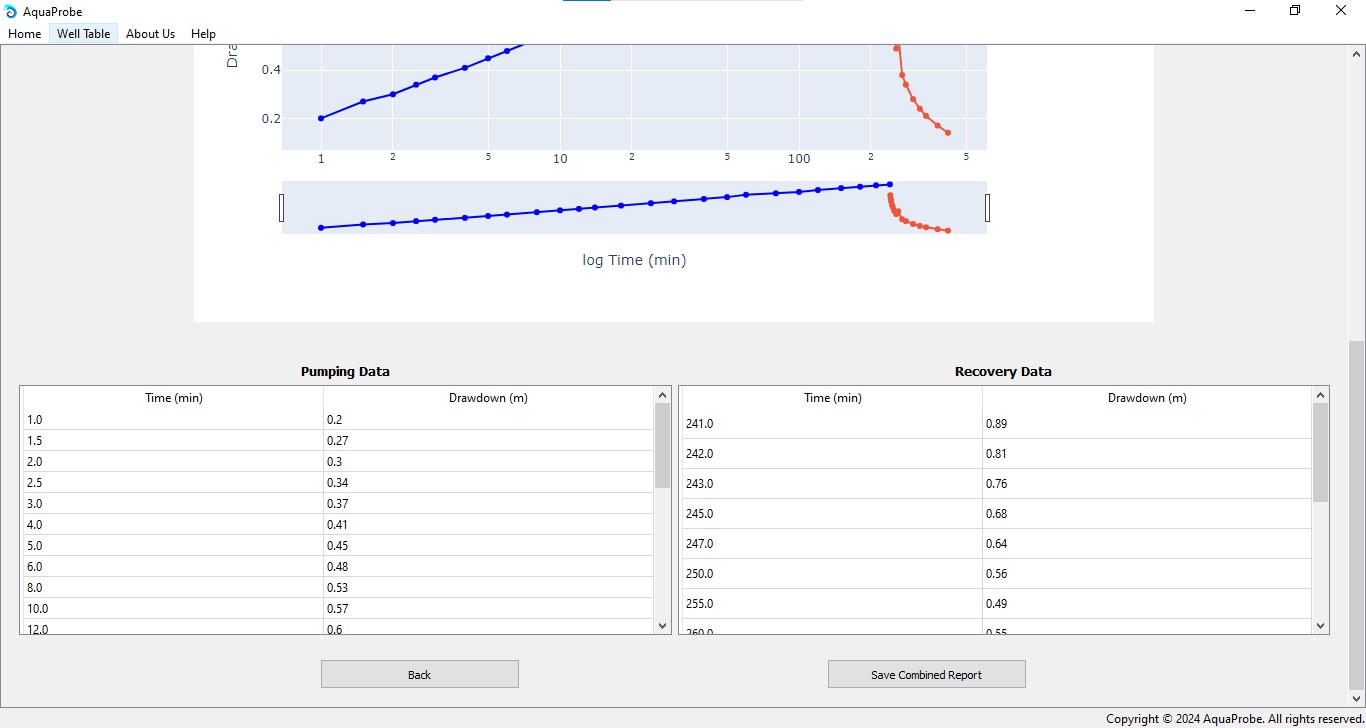 AquaProbe
Home Well Table About Us Help
Dra
0.4
0.2
1 2 5 10 2 5 100 2 5
log Time (min)
Pumping Data
Time (min) Drawdown (m)
1.0 0.2
1.5 0.27
2.0 0.3
2.5 0.34
3.0 0.37
4.0 0.41
5.0 0.45
6.0 0.48
8.0 0.53
10.0 0.57
12.0 0.6
Recovery Data
Time (min) Drawdown (m)
241.0 0.89
242.0 0.81
243.0 0.76
245.0 0.68
247.0 0.64
250.0 0.56
255.0 0.49
260.0 0.55
Back
Save Combined Report
Copyright © 2024 AquaProbe. All rights reserved.